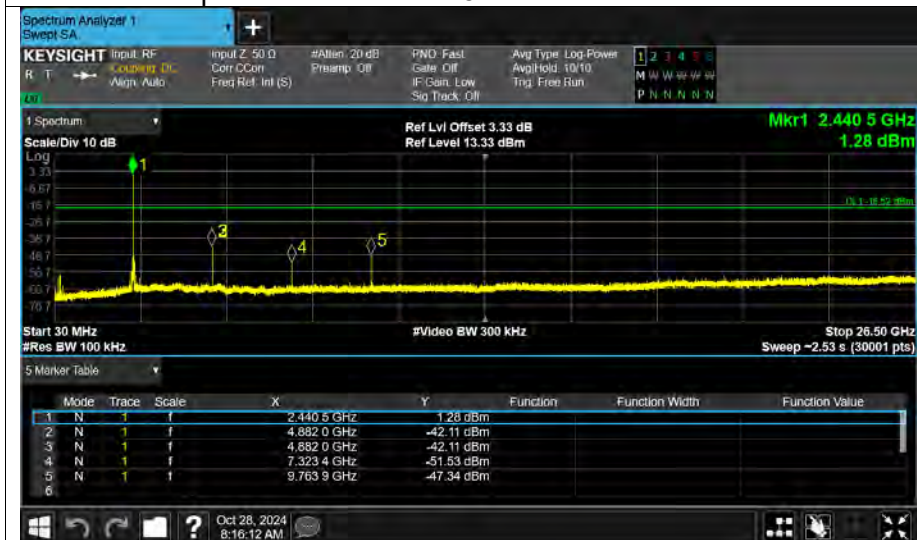 Spectrum Analyzer 1
Swept SA
+
KEYSIGHT Input: RF Input Z: 50 Ω #Atten: 20 dB PNO: Fast Avg Type: Log-Power 1 2 3 4 5 6
R T Coupling: DC Corr CCorr Preamp: Off Gate: Off Avg|Hold: 10/10 M W W W W W
Align: Auto Freq Ref: Int (S) IF Gain: Low Trig: Free Run
Sig Track: Off P N N N N N
1 Spectrum
Scale/Div 10 dB Ref Lvl Offset 3.33 dB Mkr1 2.440 5 GHz
Ref Level 13.33 dBm 1.28 dBm
Log
3.33
-6.67
-16.7
-26.7
-36.7
-46.7
-56.7
-66.7
-76.7
1
4
5
DL1 -18.52 dBm
Start 30 MHz #Video BW 300 kHz Stop 26.50 GHz
#Res BW 100 kHz Sweep ~2.53 s (30001 pts)
5 Marker Table
Mode Trace Scale X Y Function Function Width Function Value
1 N 1 f 2.440 5 GHz 1.28 dBm
2 N 1 f 4.882 0 GHz -42.11 dBm
3 N 1 f 4.882 0 GHz -42.11 dBm
4 N 1 f 7.323 4 GHz -51.53 dBm
5 N 1 f 9.763 9 GHz -47.34 dBm
6
?
Oct 28, 2024
8:16:12 AM